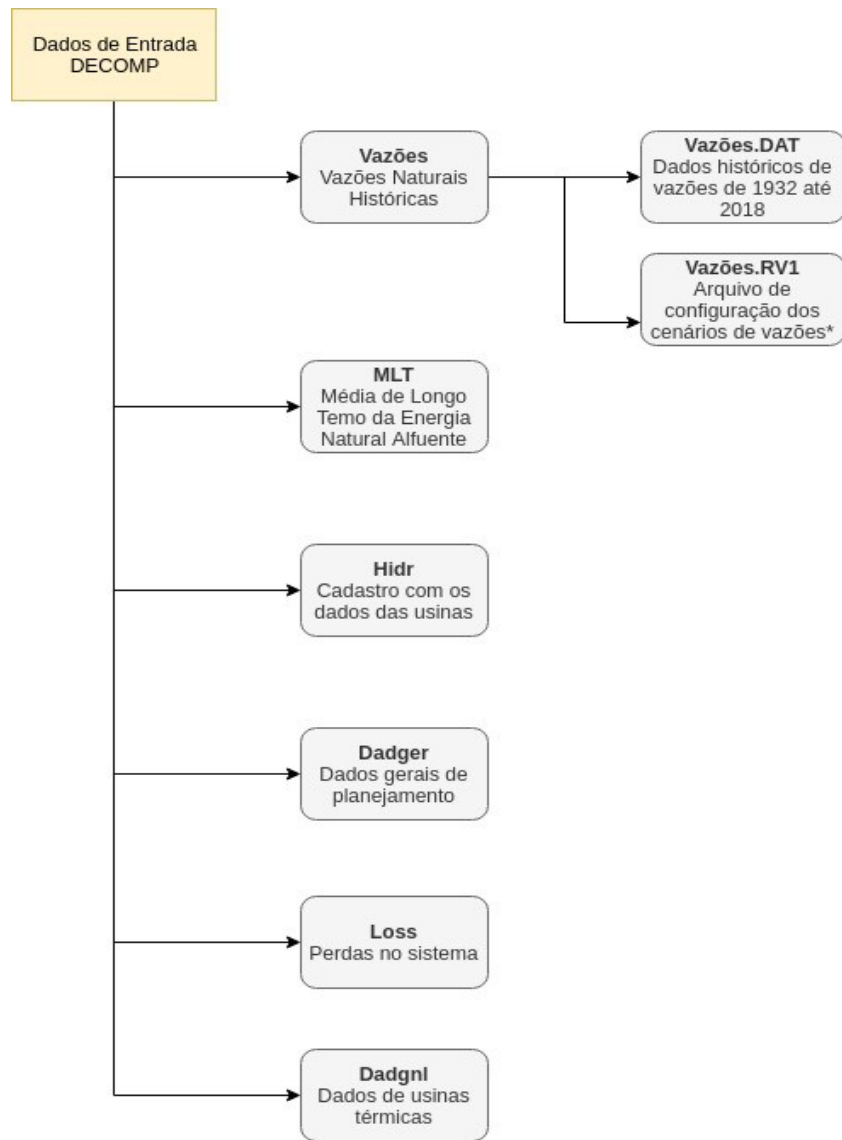 Dados de Entrada
DECOMP
Vazões
Vazões Naturais
Históricas
Vazões.DAT
Dados históricos de
vazões de 1932 até
2018
Vazões.RV1
Arquivo de
configuração dos
cenários de vazões*
MLT
Média de Longo
Temo da Energia
Natural Alfuente
Hidr
Cadastro com os
dados das usinas
Dadger
Dados gerais de
planejamento
Loss
Perdas no sistema
Dadgnl
Dados de usinas
térmicas